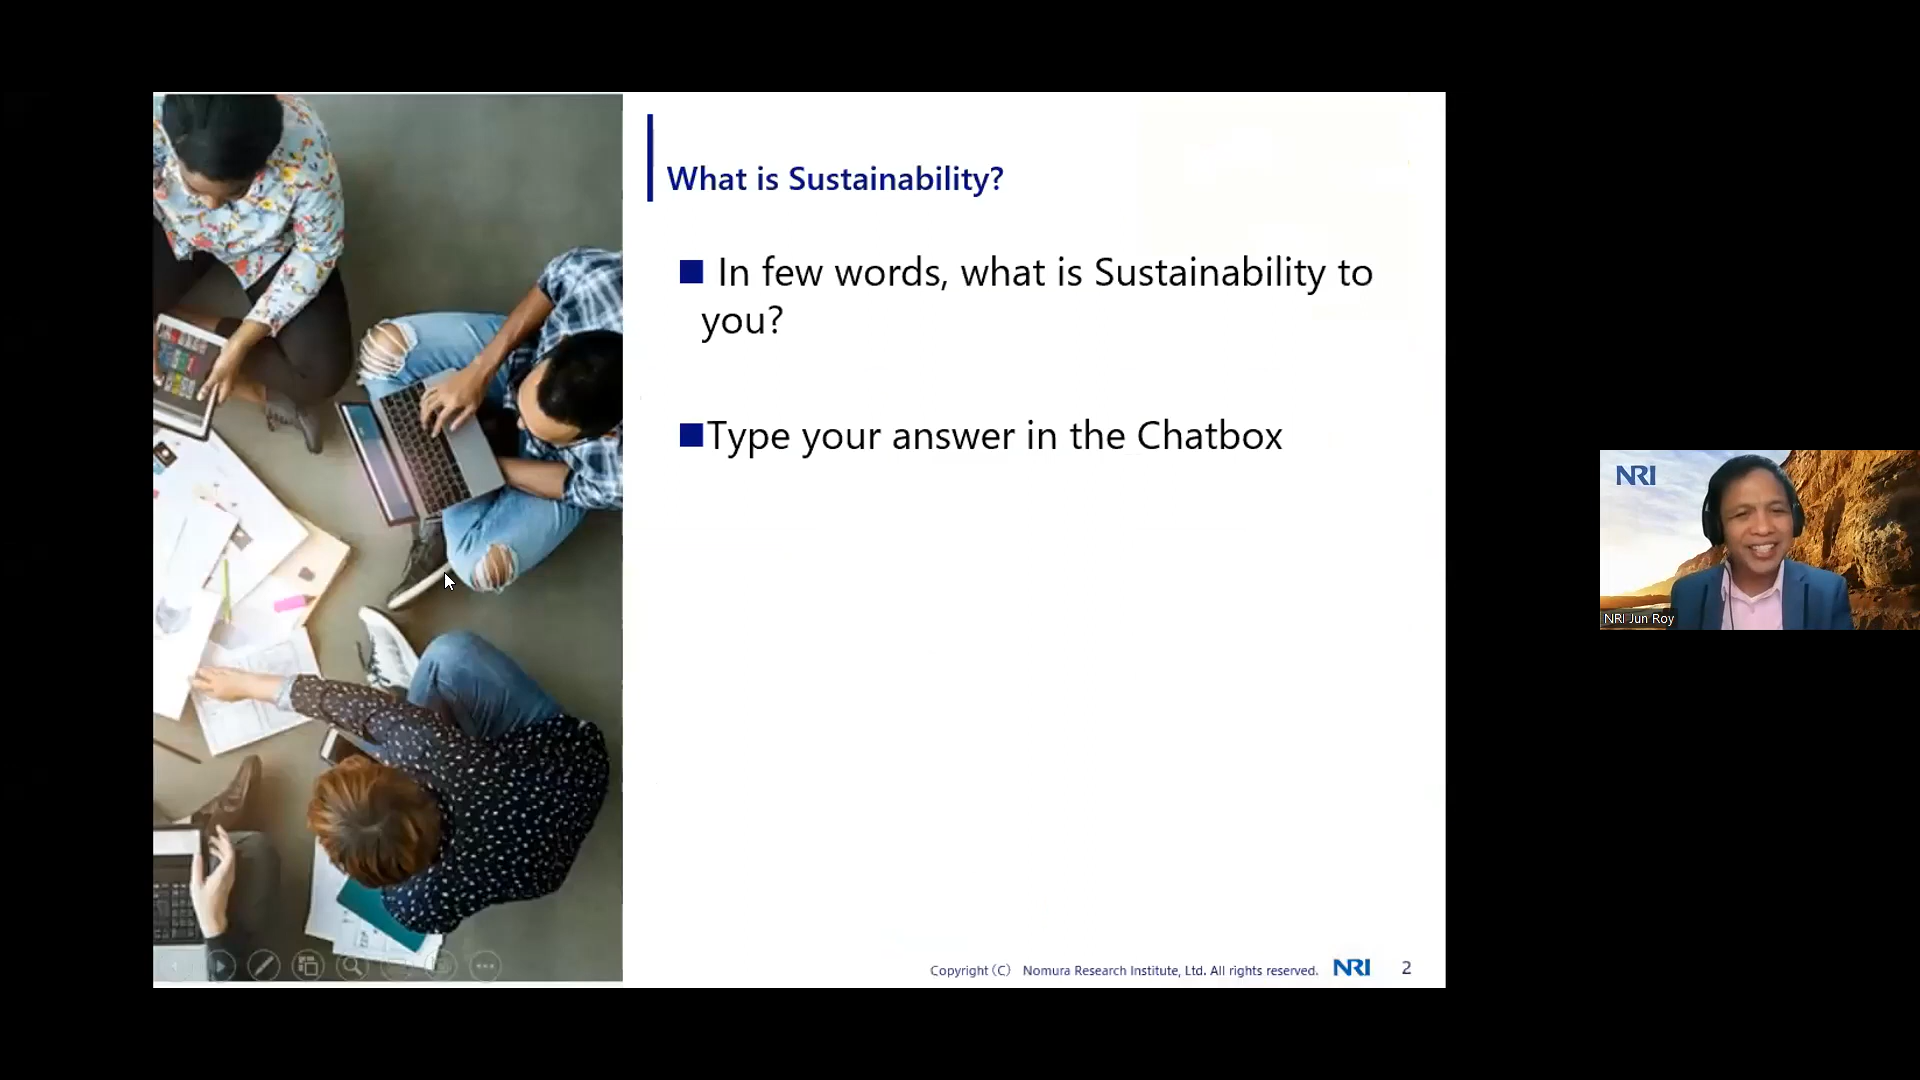 What is Sustainability?
■ In few words, what is Sustainability to
you?
■Type your answer in the Chatbox
NRI
NRI Jun Roy
Copyright（C） Nomura Research Institute, Ltd. All rights reserved. NRI 2